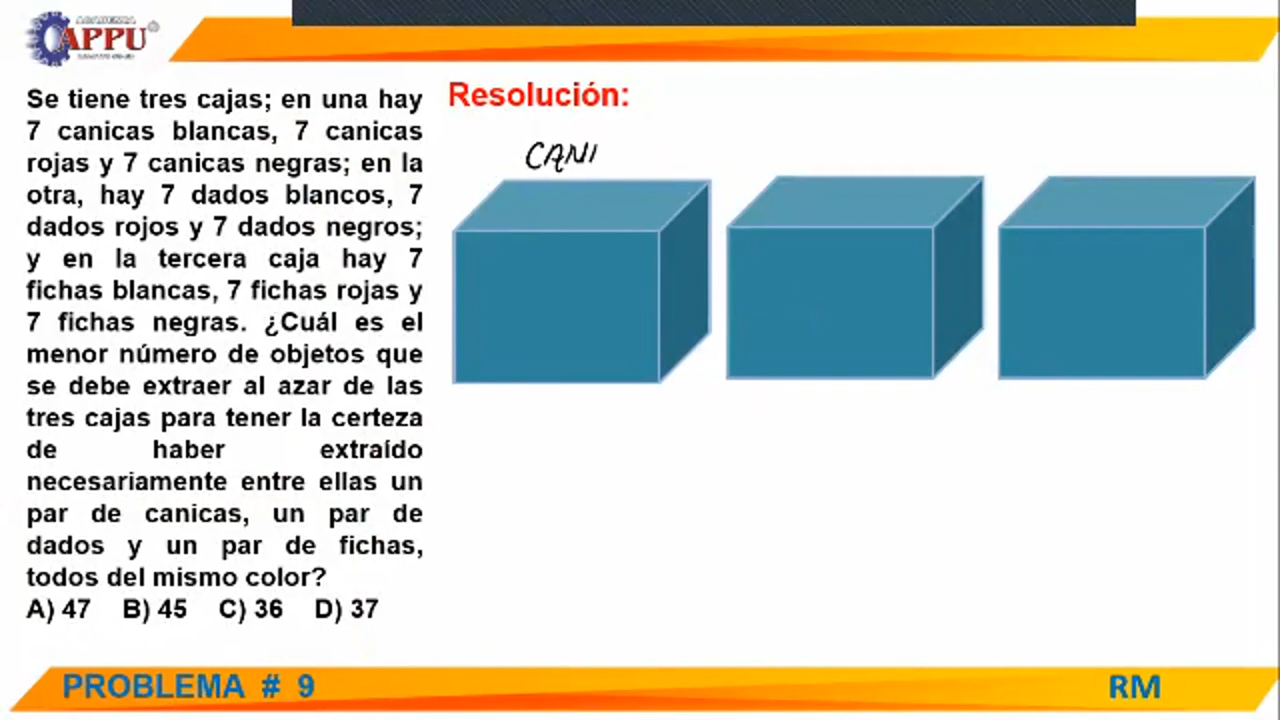 ACADEMIA
APPU
Se tiene tres cajas; en una hay
7 canicas blancas, 7 canicas
rojas y 7 canicas negras; en la
otra, hay 7 dados blancos, 7
dados rojos y 7 dados negros;
y en la tercera caja hay 7
fichas blancas, 7 fichas rojas y
7 fichas negras. ¿Cuál es el
menor número de objetos que
se debe extraer al azar de las
tres cajas para tener la certeza
de haber extraído
necesariamente entre ellas un
par de canicas, un par de
dados y un par de fichas,
todos del mismo color?
A) 47 B) 45 C) 36 D) 37
Resolución:
CANI
PROBLEMA # 9
RM